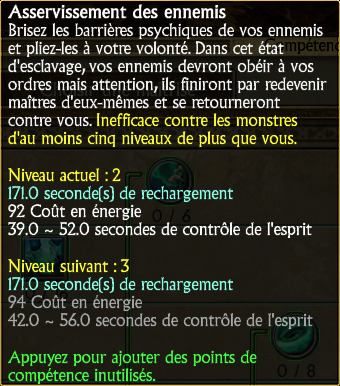 Asservissement des ennemis
Brisez les barrières psychiques de vos ennemis
et pliez-les à votre volonté. Dans cet état
d'esclavage, vos ennemis devront obéir à vos
ordres mais attention, ils finiront par redevenir
maîtres d'eux-mêmes et se retourneront
contre vous. Inefficace contre les monstres
d'au moins cinq niveaux de plus que vous.
Niveau actuel : 2
171.0 seconde(s) de rechargement
92 Coût en énergie
39.0 ~ 52.0 secondes de contrôle de l'esprit
Niveau suivant : 3
171.0 seconde(s) de rechargement
94 Coût en énergie
42.0 ~ 56.0 secondes de contrôle de l'esprit
Appuyez pour ajouter des points de
compétence inutilisés.
0 / 6
0 / 8